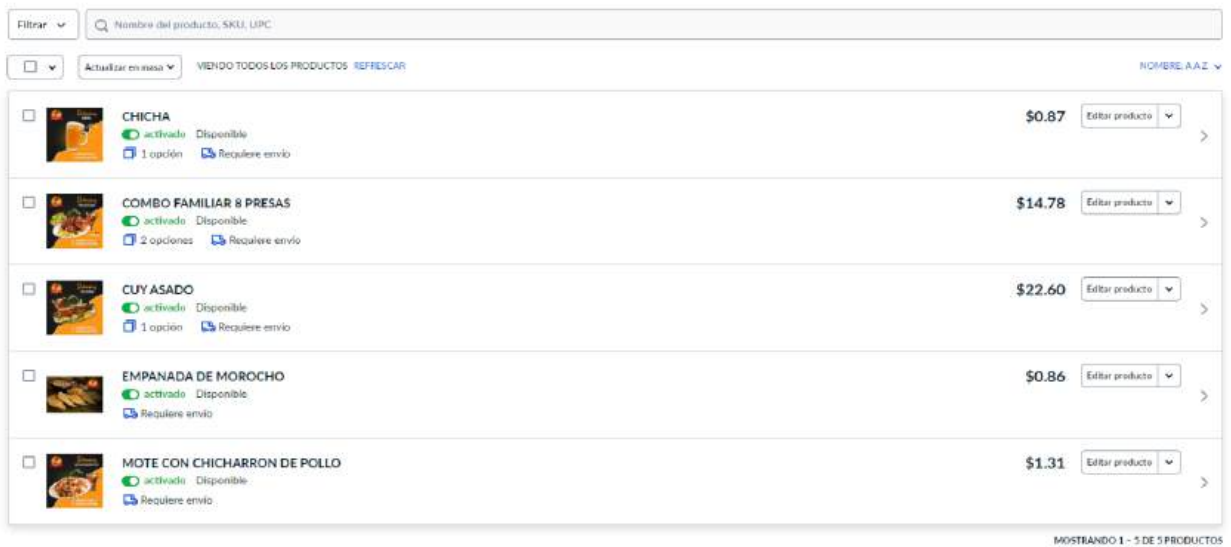 Filtrar
Nombre del producto, SKU, UPC
Actualizar en masa VIENDO TODOS LOS PRODUCTOS REFRESCAR NOMBRE: A A Z
CHICHA $0.87 Editar producto
activado Disponible
1 opción Requiere envío
COMBO FAMILIAR 8 PRESAS $14.78 Editar producto
activado Disponible
2 opciones Requiere envío
CUY ASADO $22.60 Editar producto
activado Disponible
1 opción Requiere envío
EMPANADA DE MOROCHO $0.86 Editar producto
activado Disponible
Requiere envío
MOTE CON CHICHARRON DE POLLO $1.31 Editar producto
activado Disponible
Requiere envío
MOSTRANDO 1 - 5 DE 5 PRODUCTOS